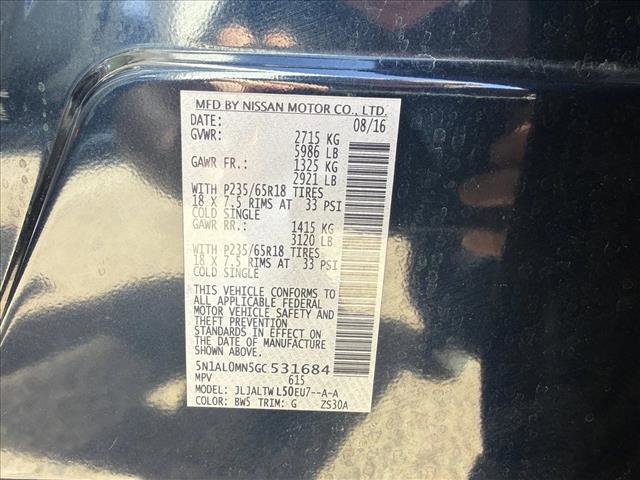 MFD BY NISSAN MOTOR CO., LTD.
DATE: 08/16
GVWR: 2715 KG
5986 LB
GAWR FR.: 1325 KG
2921 LB
WITH P235/65R18 TIRES
18 X 7.5 RIMS AT 33 PSI
COLD SINGLE
GAWR RR.: 1415 KG
3120 LB
WITH P235/65R18 TIRES
18 X 7.5 RIMS AT 33 PSI
COLD SINGLE
THIS VEHICLE CONFORMS TO
ALL APPLICABLE FEDERAL
MOTOR VEHICLE SAFETY AND
THEFT PREVENTION
STANDARDS IN EFFECT ON
THE DATE OF MANUFACTURE
SHOWN ABOVE.
5N1AL0MN5GC531684
MPV 615
MODEL: JLJALTWL50EU7--A-A
COLOR: BW5 TRIM: G ZS30A